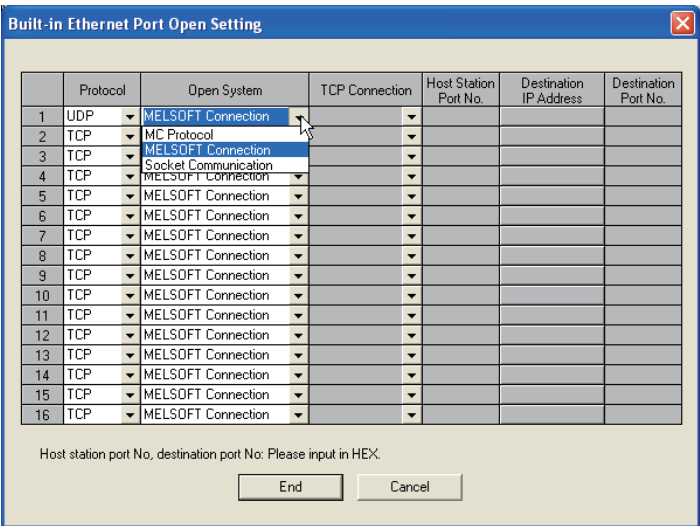 Built-in Ethernet Port Open Setting
Protocol Open System TCP Connection Host Station Port No. Destination IP Address Destination Port No.
1 UDP MELSOFT Connection
2 TCP MC Protocol
MELSOFT Connection
3 TCP Socket Communication
4 TCP MELSOFT Connection
5 TCP MELSOFT Connection
6 TCP MELSOFT Connection
7 TCP MELSOFT Connection
8 TCP MELSOFT Connection
9 TCP MELSOFT Connection
10 TCP MELSOFT Connection
11 TCP MELSOFT Connection
12 TCP MELSOFT Connection
13 TCP MELSOFT Connection
14 TCP MELSOFT Connection
15 TCP MELSOFT Connection
16 TCP MELSOFT Connection
Host station port No, destination port No: Please input in HEX.
End Cancel